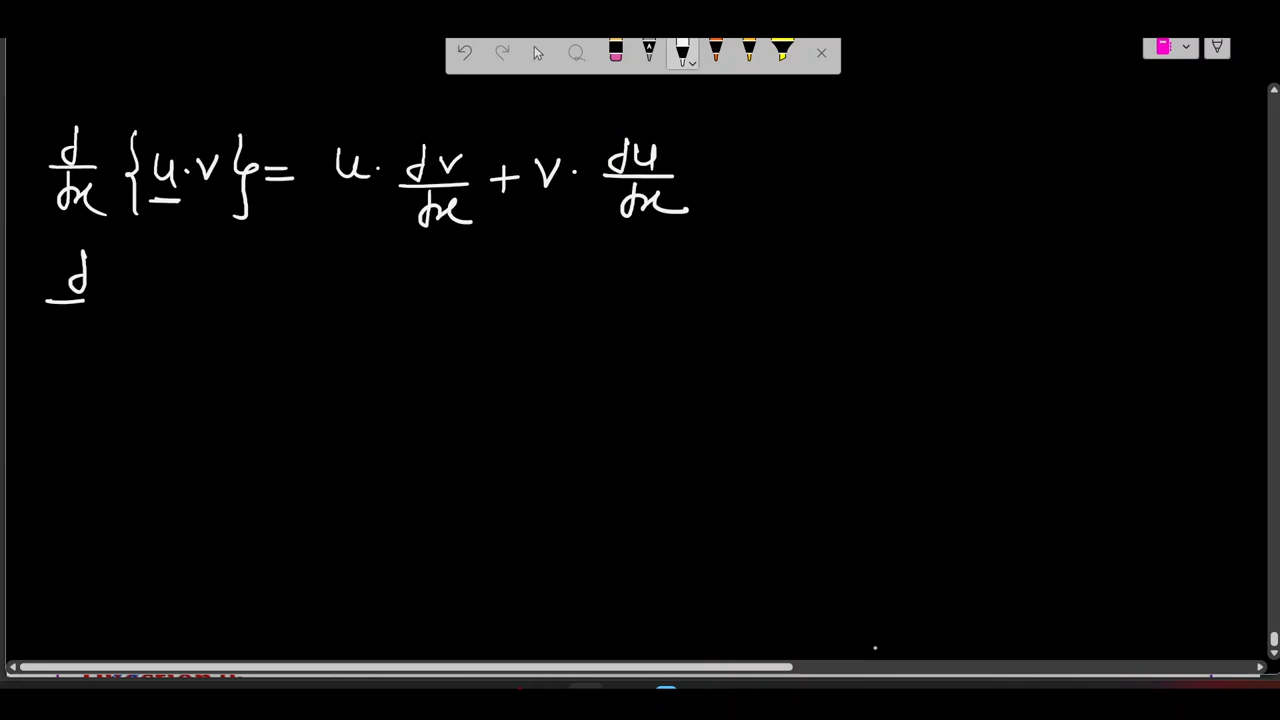 d/dx {u·v} = u· dv/dx + v· du/dx
d